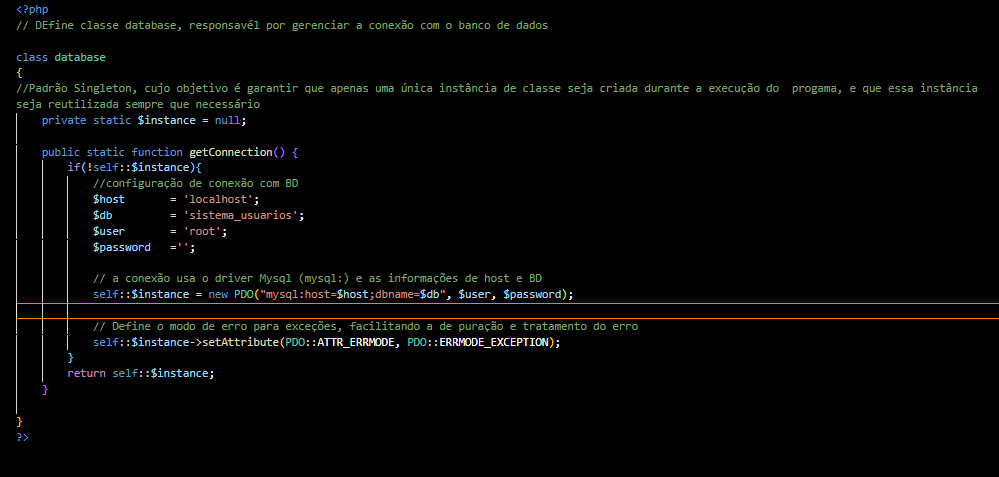 <?php
// DEfine classe database, responsavél por gerenciar a conexão com o banco de dados
class database
{
//Padrão Singleton, cujo objetivo é garantir que apenas uma única instância de classe seja criada durante a execução do  progama, e que essa instância
seja reutilizada sempre que necessário
    private static $instance = null;
    public static function getConnection() {
        if(!self::$instance){
            //configuração de conexão com BD
            $host       = 'localhost';
            $db         = 'sistema_usuarios';
            $user       = 'root';
            $password   ='';
            // a conexão usa o driver Mysql (mysql:) e as informações de host e BD
            self::$instance = new PDO("mysql:host=$host;dbname=$db", $user, $password);
            // Define o modo de erro para exceções, facilitando a de puração e tratamento do erro
            self::$instance->setAttribute(PDO::ATTR_ERRMODE, PDO::ERRMODE_EXCEPTION);
        }
        return self::$instance;
    }
}
?>